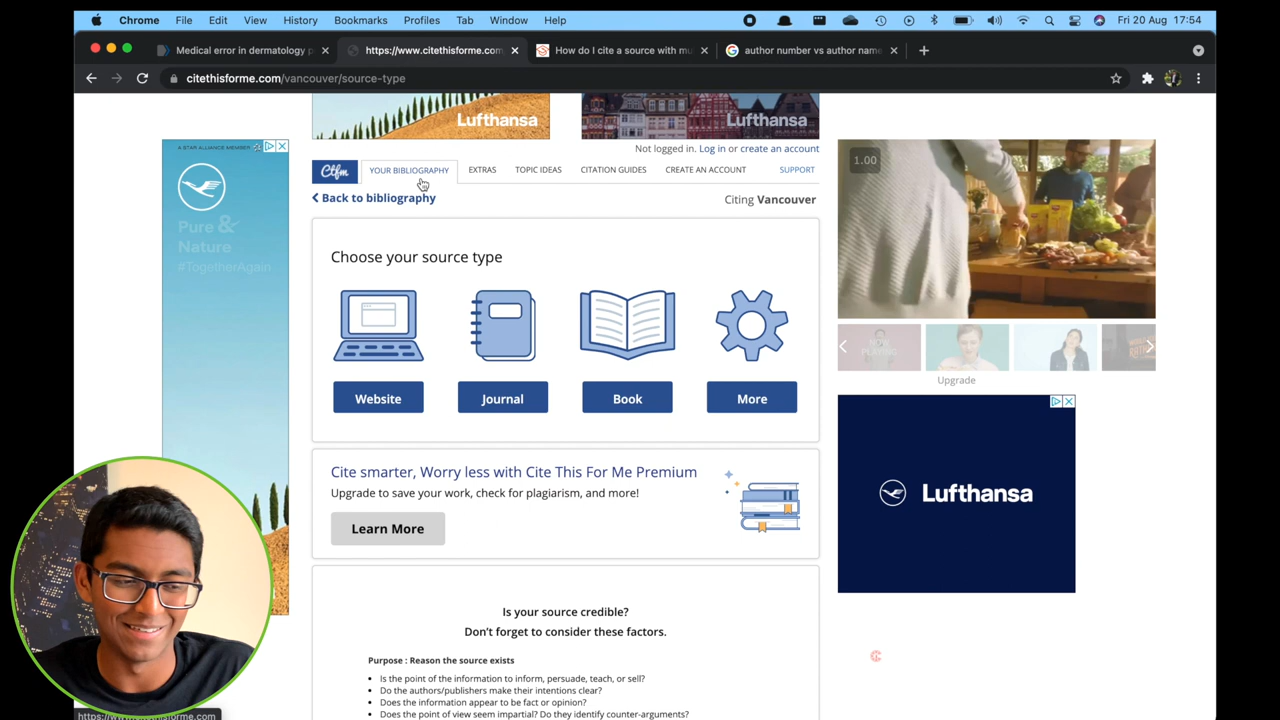 Chrome File Edit View History Bookmarks Profiles Tab Window Help Fri 20 Aug 17:54
Medical error in dermatology p
https://www.citethisforme.com
How do I cite a source with mu
author number vs author name
citethisforme.com/vancouver/source-type
Lufthansa
Lufthansa
A STAR ALLIANCE MEMBER
Not logged in. Log in or create an account
Ctfm YOUR BIBLIOGRAPHY EXTRAS TOPIC IDEAS CITATION GUIDES CREATE AN ACCOUNT SUPPORT
Back to bibliography
Citing Vancouver
Pure &
Nature
#TogetherAgain
1.00
Choose your source type
Website Journal Book More
NOW
PLAYING
Upgrade
Cite smarter, Worry less with Cite This For Me Premium
Upgrade to save your work, check for plagiarism, and more!
Learn More
Lufthansa
Is your source credible?
Don't forget to consider these factors.
Purpose : Reason the source exists
Is the point of the information to inform, persuade, teach, or sell?
Do the authors/publishers make their intentions clear?
Does the information appear to be fact or opinion?
Does the point of view seem impartial? Do they identify counter-arguments?
https://www.citethisforme.com